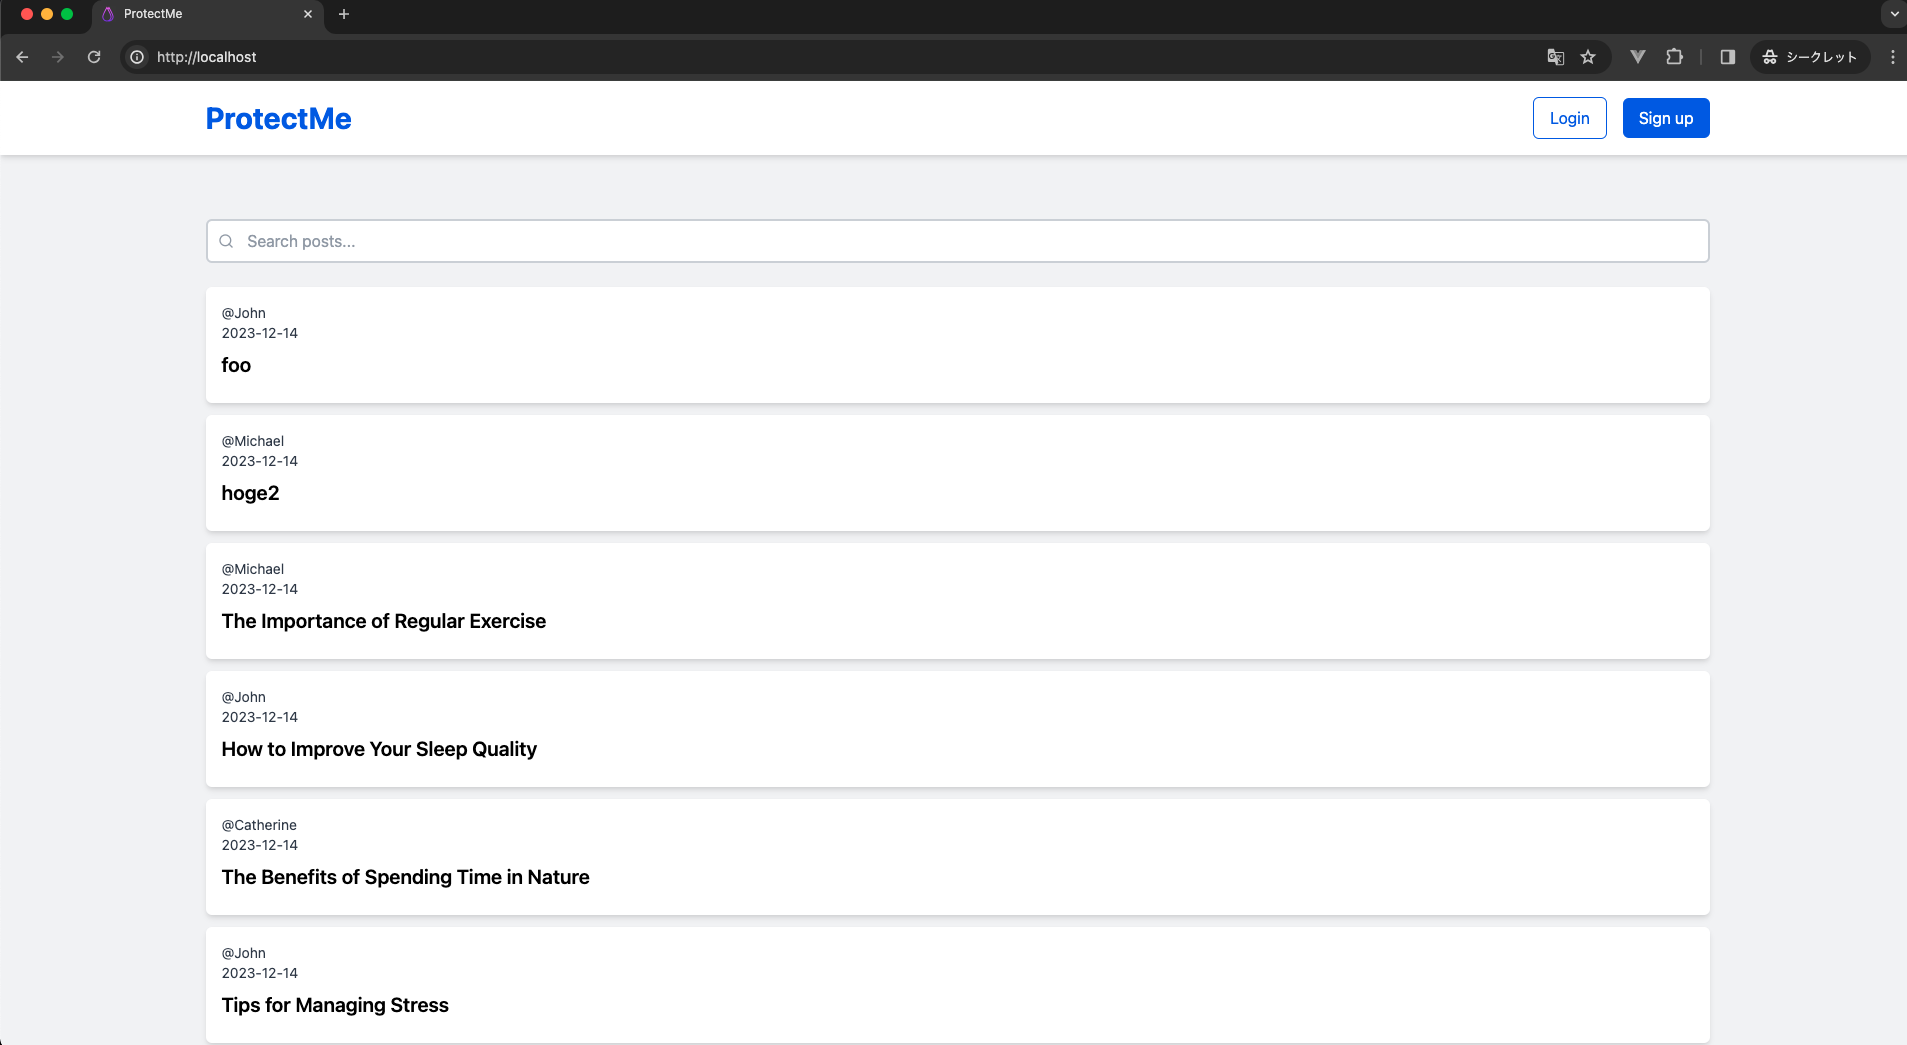 ProtectMe
http://localhost
シークレット
ProtectMe
Login
Sign up
Search posts...
@John
2023-12-14
foo
@Michael
2023-12-14
hoge2
@Michael
2023-12-14
The Importance of Regular Exercise
@John
2023-12-14
How to Improve Your Sleep Quality
@Catherine
2023-12-14
The Benefits of Spending Time in Nature
@John
2023-12-14
Tips for Managing Stress